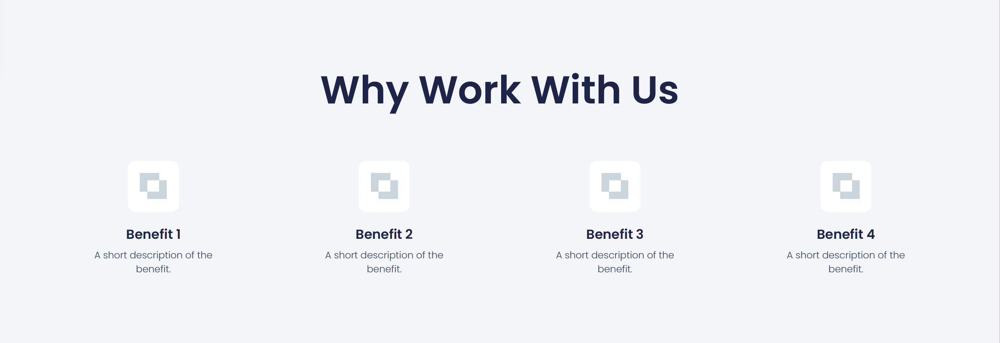 Why Work With Us
Benefit 1
A short description of the
benefit.
Benefit 2
A short description of the
benefit.
Benefit 3
A short description of the
benefit.
Benefit 4
A short description of the
benefit.